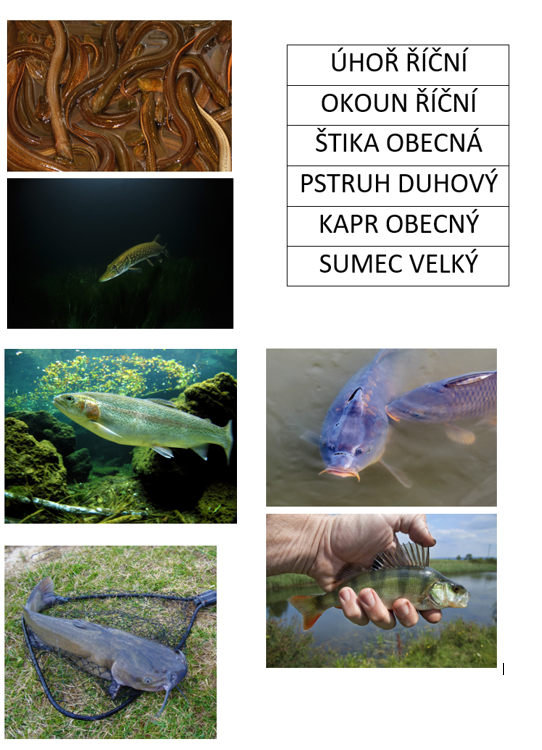 ÚHOŘ ŘÍČNÍ
OKOUN ŘÍČNÍ
ŠTIKA OBECNÁ
PSTRUH DUHOVÝ
KAPR OBECNÝ
SUMEC VELKÝ